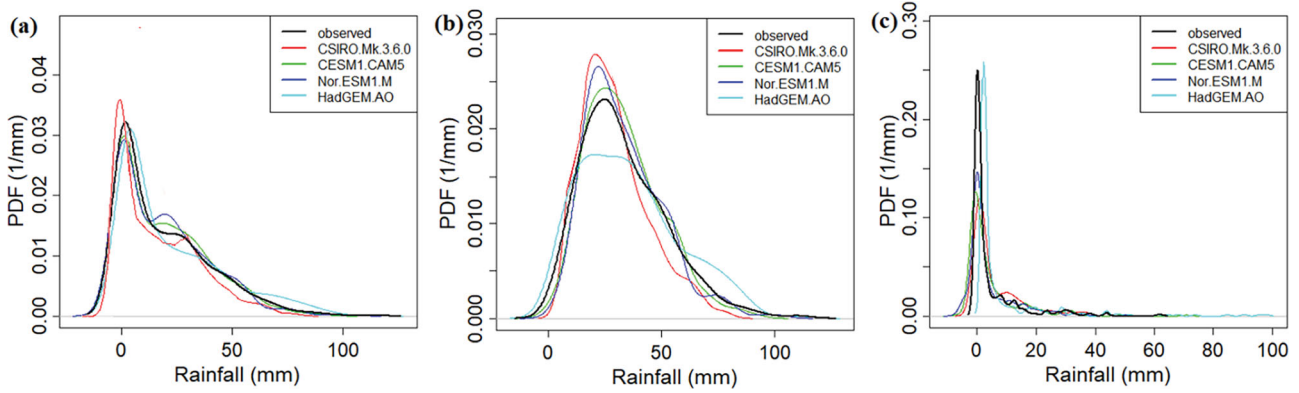 (a)
observed
CSIRO.Mk.3.6.0
CESM1.CAM5
Nor.ESM1.M
HadGEM.AO
PDF (1/mm)
0.04
0.03
0.02
0.01
0.00
0 50 100
Rainfall (mm)
(b)
observed
CSIRO.Mk.3.6.0
CESM1.CAM5
Nor.ESM1.M
HadGEM.AO
PDF (1/mm)
0.030
0.020
0.010
0.000
0 50 100
Rainfall (mm)
(c)
observed
CSIRO.Mk.3.6.0
CESM1.CAM5
Nor.ESM1.M
HadGEM.AO
PDF (1/mm)
0.30
0.20
0.10
0.00
0 20 40 60 80 100
Rainfall (mm)